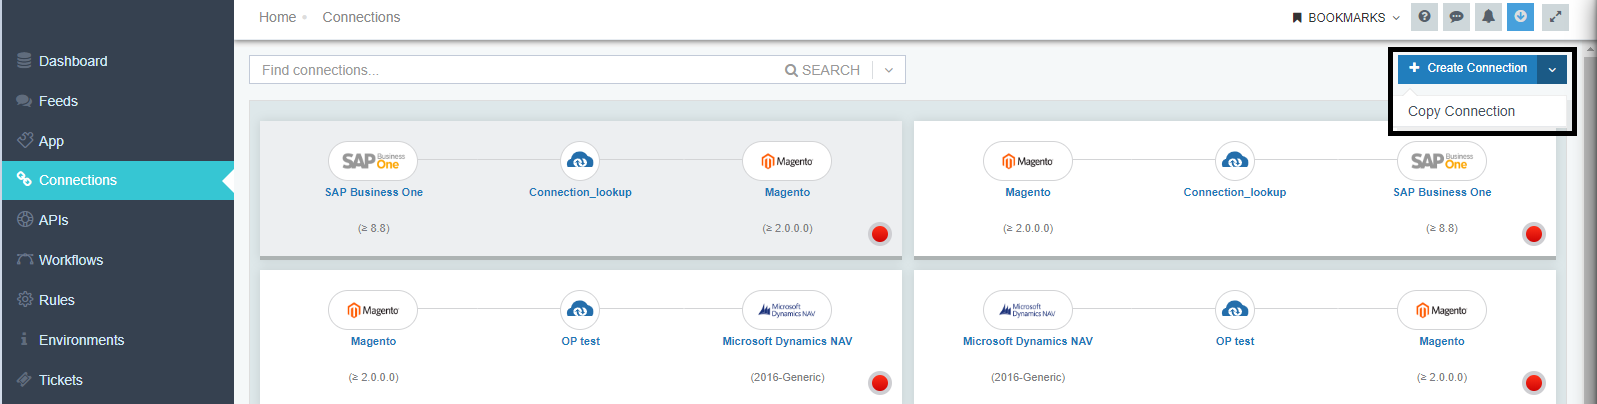 Home Connections
BOOKMARKS
Dashboard
Feeds
App
Connections
APIs
Workflows
Rules
Environments
Tickets
Find connections... SEARCH
Create Connection
Copy Connection
SAP Business One Magento
SAP Business One Connection_lookup Magento
(≥ 8.8) (≥ 2.0.0.0)
Magento SAP Business One
Magento Connection_lookup SAP Business One
(≥ 2.0.0.0) (≥ 8.8)
Magento Microsoft Dynamics NAV
Magento OP test Microsoft Dynamics NAV
(≥ 2.0.0.0) (2016-Generic)
Microsoft Dynamics NAV Magento
Microsoft Dynamics NAV OP test Magento
(2016-Generic) (≥ 2.0.0.0)